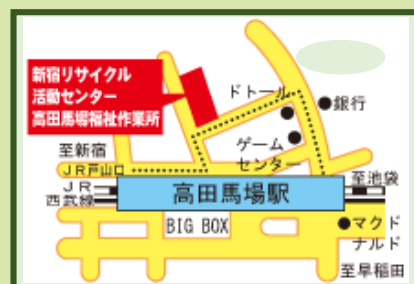 新宿リサイクル
活動センター
高田馬場福祉作業所
ドトール
銀行
ゲーム
センター
至新宿
JR戸山口
JR
西武線
高田馬場駅
至池袋
BIG BOX
マクド
ナルド
至早稲田